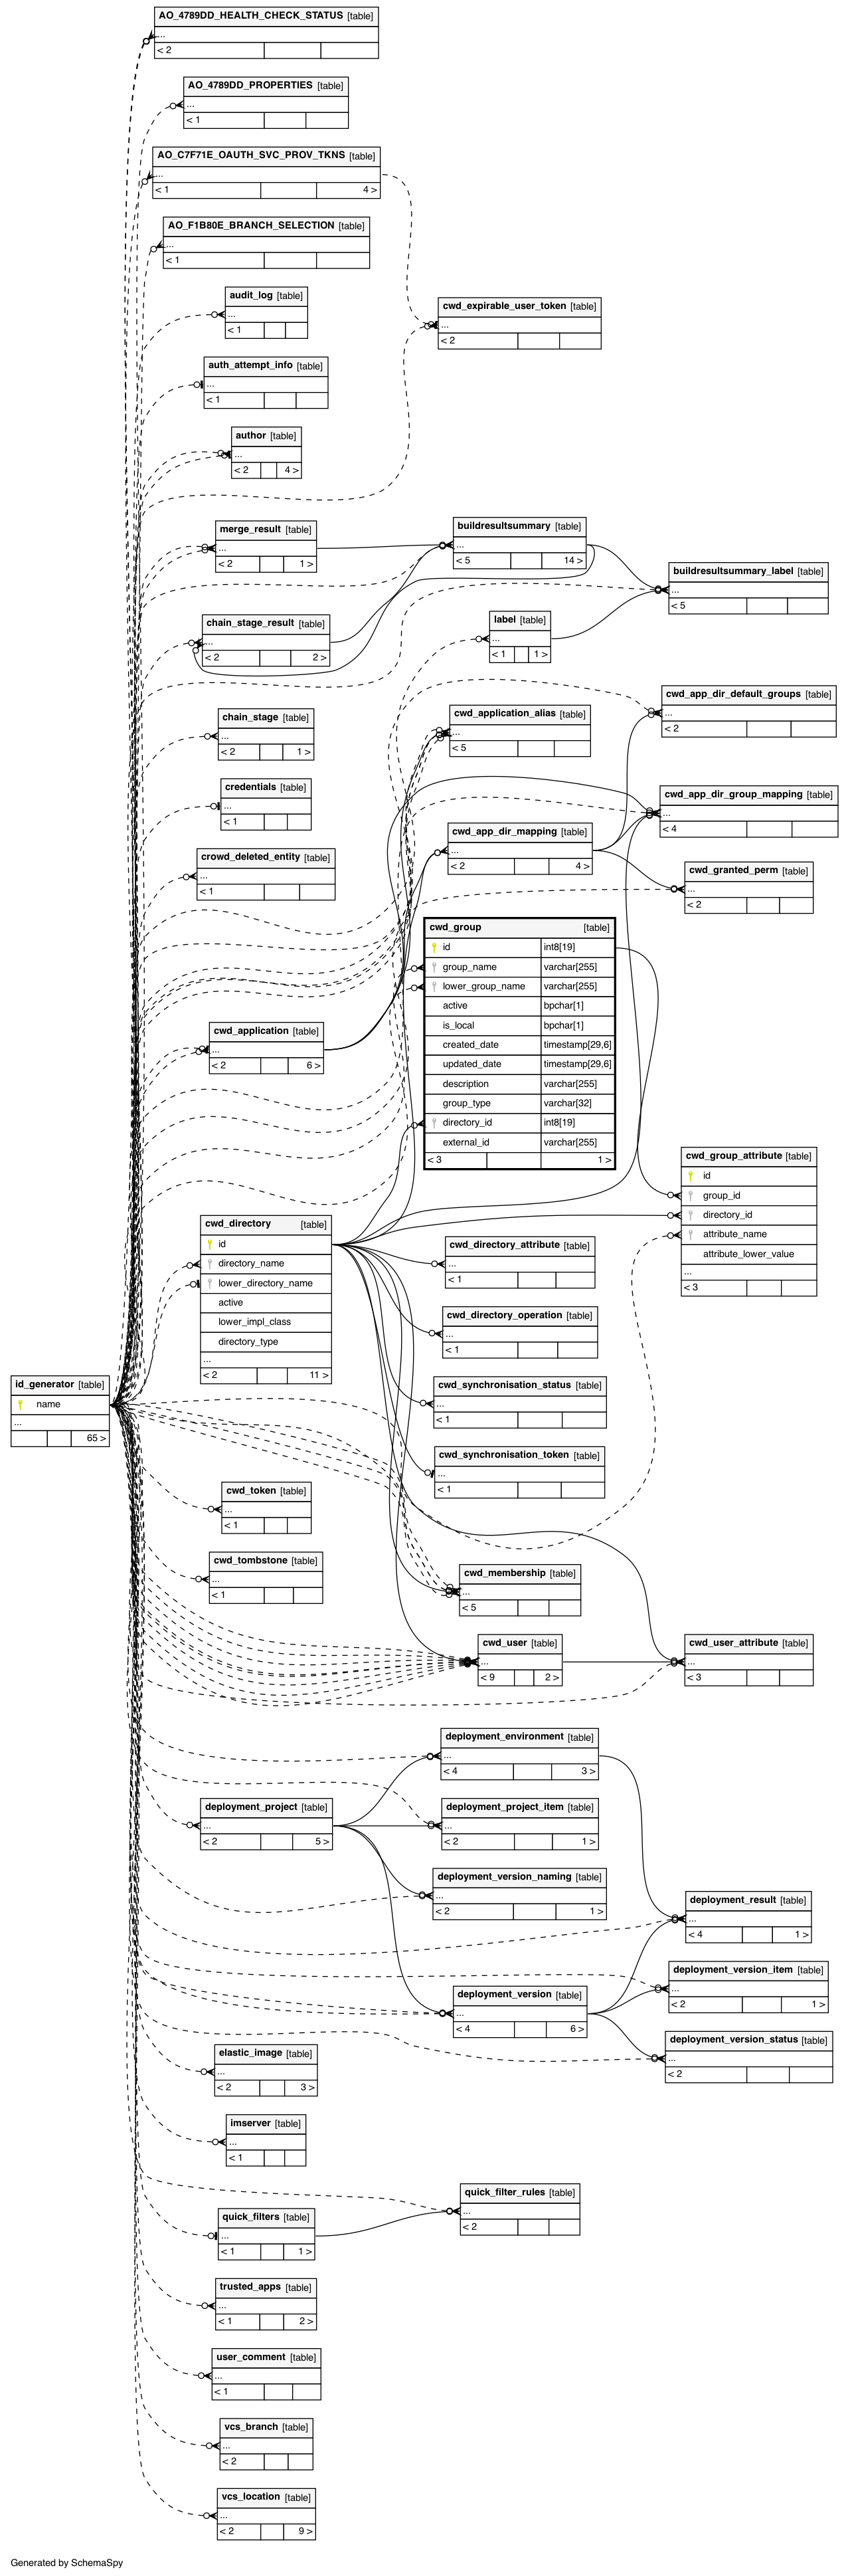 AO_4789DD_HEALTH_CHECK_STATUS [table]
...
< 2
AO_4789DD_PROPERTIES [table]
...
< 1
AO_C7F71E_OAUTH_SVC_PROV_TKNS [table]
...
< 1 4 >
AO_F1B80E_BRANCH_SELECTION [table]
...
< 1
audit_log [table]
...
< 1
cwd_expirable_user_token [table]
...
< 2
auth_attempt_info [table]
...
< 1
author [table]
...
< 2 4 >
merge_result [table]
...
< 2 1 >
buildresultsummary [table]
...
< 5 14 >
buildresultsummary_label [table]
...
< 5
chain_stage_result [table]
...
< 2 2 >
label [table]
...
< 1 1 >
chain_stage [table]
...
< 2 1 >
cwd_application_alias [table]
...
< 5
cwd_app_dir_default_groups [table]
...
< 2
credentials [table]
...
< 1
cwd_app_dir_group_mapping [table]
...
< 4
crowd_deleted_entity [table]
...
< 1
cwd_app_dir_mapping [table]
...
< 2 4 >
cwd_granted_perm [table]
...
< 2
cwd_group [table]
id int8[19]
group_name varchar[255]
lower_group_name varchar[255]
active bpchar[1]
is_local bpchar[1]
created_date timestamp[29,6]
updated_date timestamp[29,6]
description varchar[255]
group_type varchar[32]
directory_id int8[19]
external_id varchar[255]
< 3 1 >
cwd_application [table]
...
< 2 6 >
cwd_group_attribute [table]
id
group_id
directory_id
attribute_name
attribute_lower_value
...
< 3
cwd_directory [table]
id
directory_name
lower_directory_name
active
lower_impl_class
directory_type
...
< 2 11 >
cwd_directory_attribute [table]
...
< 1
cwd_directory_operation [table]
...
< 1
cwd_synchronisation_status [table]
...
< 1
id_generator [table]
name
...
65 >
cwd_synchronisation_token [table]
...
< 1
cwd_token [table]
...
< 1
cwd_tombstone [table]
...
< 1
cwd_membership [table]
...
< 5
cwd_user [table]
...
< 9 2 >
cwd_user_attribute [table]
...
< 3
deployment_environment [table]
...
< 4 3 >
deployment_project [table]
...
< 2 5 >
deployment_project_item [table]
...
< 2 1 >
deployment_version_naming [table]
...
< 2 1 >
deployment_result [table]
...
< 4 1 >
deployment_version_item [table]
...
< 2 1 >
deployment_version [table]
...
< 4 6 >
deployment_version_status [table]
...
< 2
elastic_image [table]
...
< 2 3 >
imserver [table]
...
< 1
quick_filter_rules [table]
...
< 2
quick_filters [table]
...
< 1 1 >
trusted_apps [table]
...
< 1 2 >
user_comment [table]
...
< 1
vcs_branch [table]
...
< 2
vcs_location [table]
...
< 2 9 >
Generated by SchemaSpy